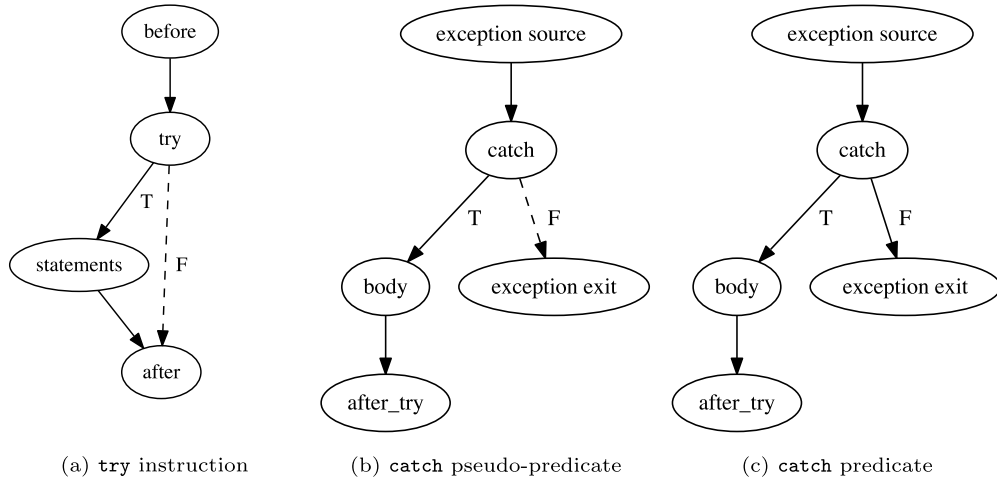 before
try
T
statements
F
after
(a) try instruction
exception source
catch
T
F
body
exception exit
after_try
(b) catch pseudo-predicate
exception source
catch
T
F
body
exception exit
after_try
(c) catch predicate